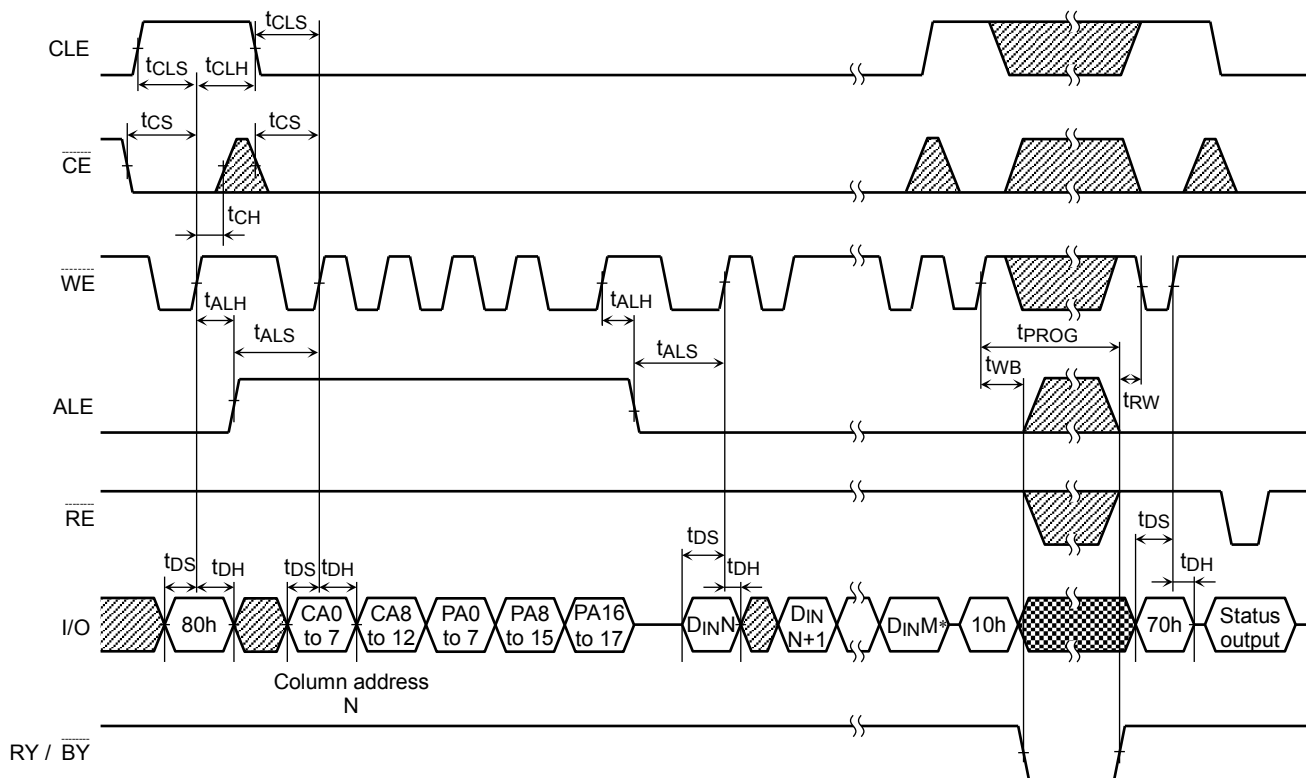 tCLS
CLE
tCLS tCLH
tCS tCS
CE
tCH
WE
tALH tALH
tPROG
tALS tALS
tWB
tRW
ALE
RE
tDS
tDS tDH tDS tDH tDS tDH tDH
I/O 80h CA0 to 7 CA8 to 12 PA0 to 7 PA8 to 15 PA16 to 17 DINN DIN N+1 DINM* 10h 70h Status output
Column address
N
RY / BY